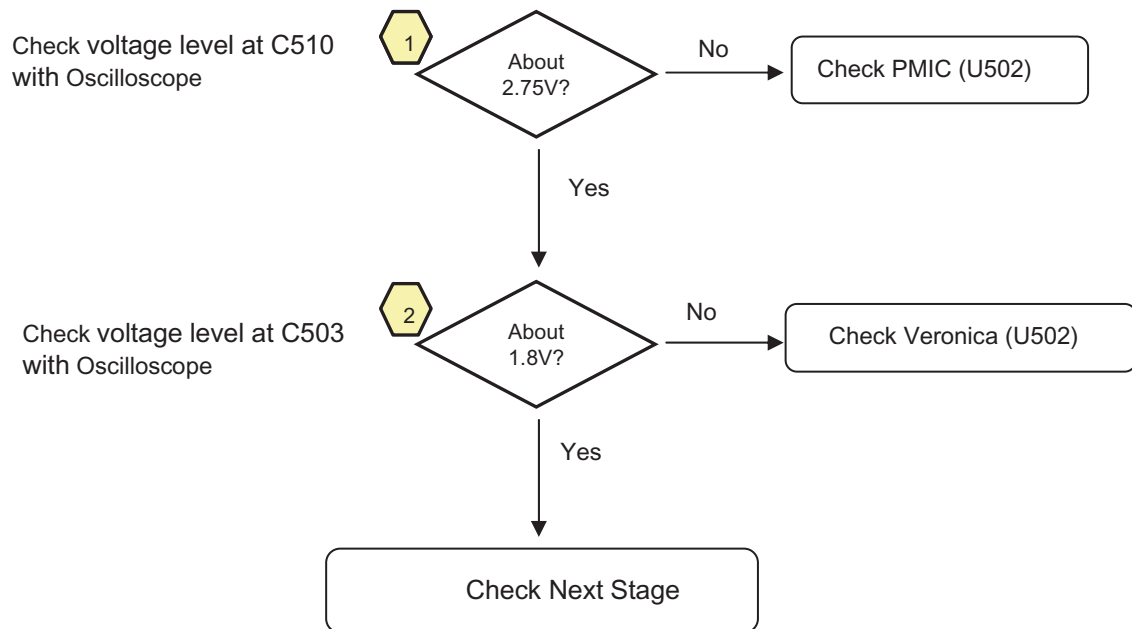 Check voltage level at C510
with Oscilloscope
1
About
2.75V?
No
Check PMIC (U502)
Yes
Check voltage level at C503
with Oscilloscope
2
About
1.8V?
No
Check Veronica (U502)
Yes
Check Next Stage